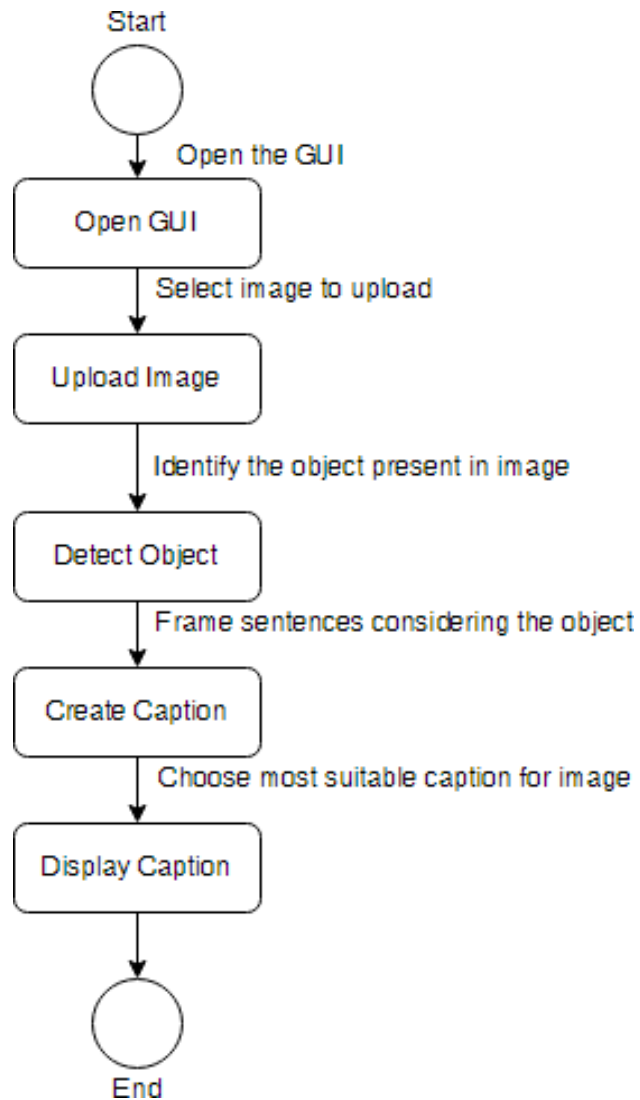 Start
Open the GUI
Open GUI
Select image to upload
Upload Image
Identify the object present in image
Detect Object
Frame sentences considering the object
Create Caption
Choose most suitable caption for image
Display Caption
End